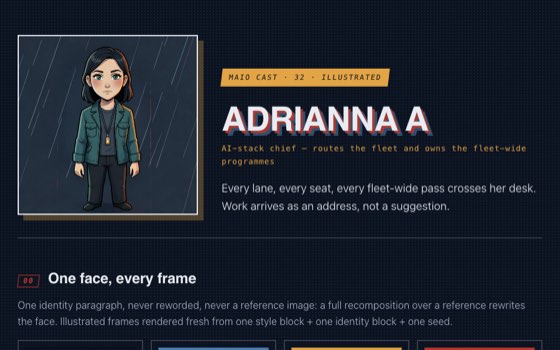 MAIO CAST · 32 · ILLUSTRATED
ADRIANNA A
AI-stack chief — routes the fleet and owns the fleet-wide
programmes
Every lane, every seat, every fleet-wide pass crosses her desk.
Work arrives as an address, not a suggestion.
00 One face, every frame
One identity paragraph, never reworded, never a reference image: a full recomposition over a reference rewrites
the face. Illustrated frames rendered fresh from one style block + one identity block + one seed.